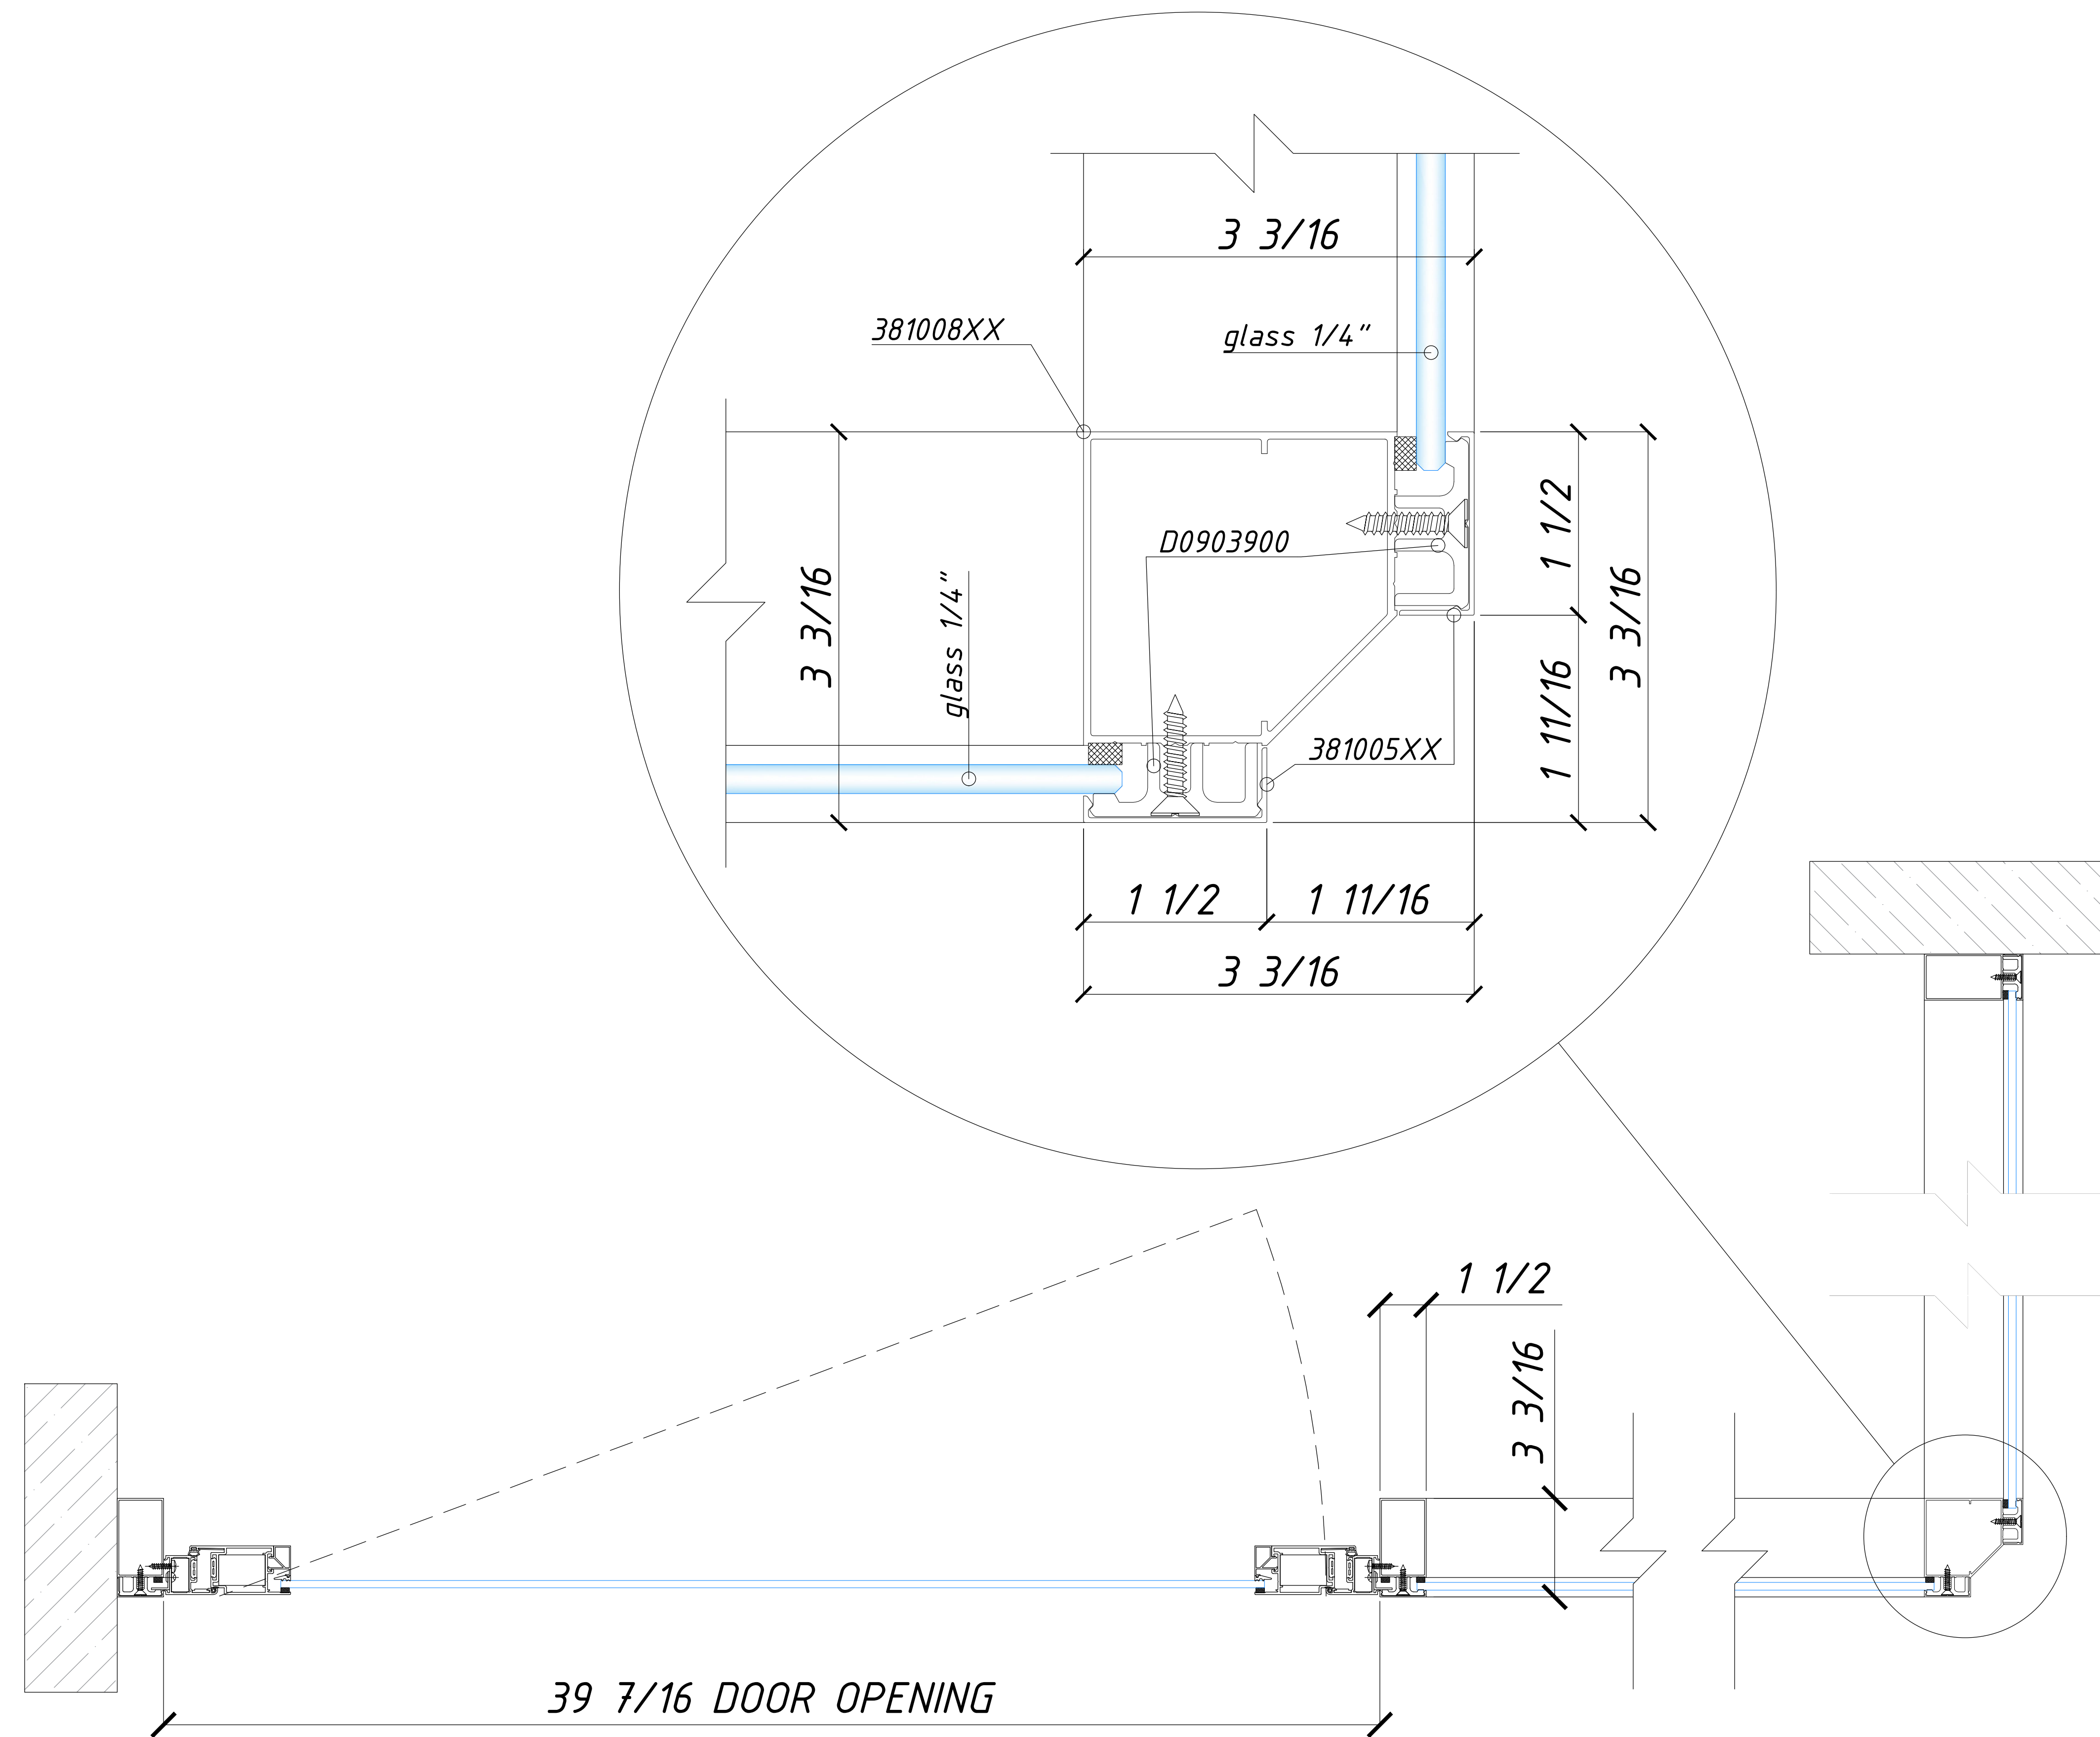 3 3/16
381008XX
glass 1/4"
D0903900
1 1/2
3 3/16
3 3/16
glass 1/4"
1 11/16
381005XX
1 1/2
1 11/16
3 3/16
1 1/2
3 3/16
39 7/16 DOOR OPENING